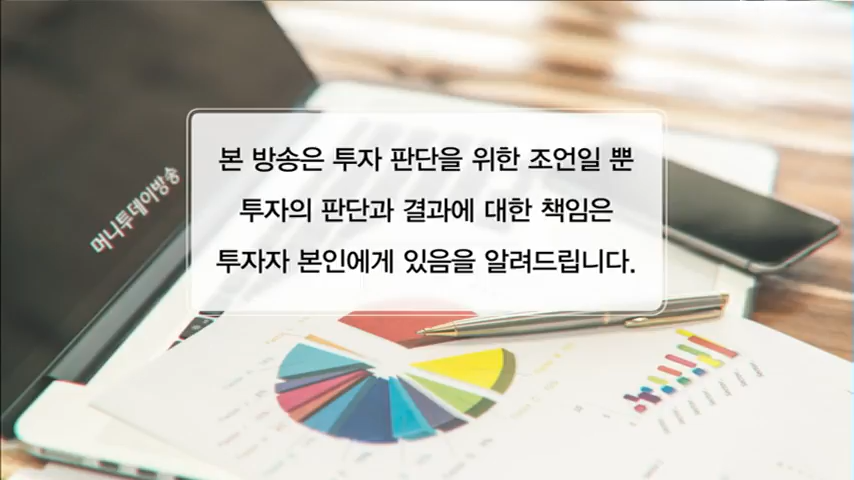 본 방송은 투자 판단을 위한 조언일 뿐
투자의 판단과 결과에 대한 책임은
투자자 본인에게 있음을 알려드립니다.
머니투데이방송